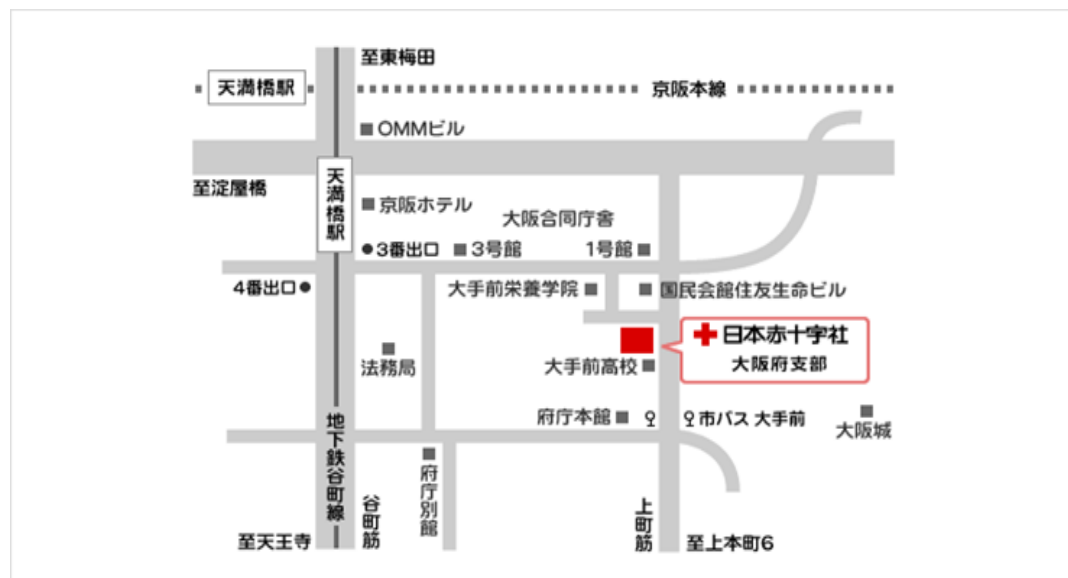 至東梅田
天満橋駅
京阪本線
OMMビル
至淀屋橋
天満橋駅
京阪ホテル
大阪合同庁舎
3番出口
3号館
1号館
4番出口
大手前栄養学院
国民会館住友生命ビル
日本赤十字社
大阪府支部
法務局
大手前高校
府庁本館
市バス 大手前
大阪城
地下鉄谷町線
府庁別館
谷町筋
上町筋
至天王寺
至上本町6